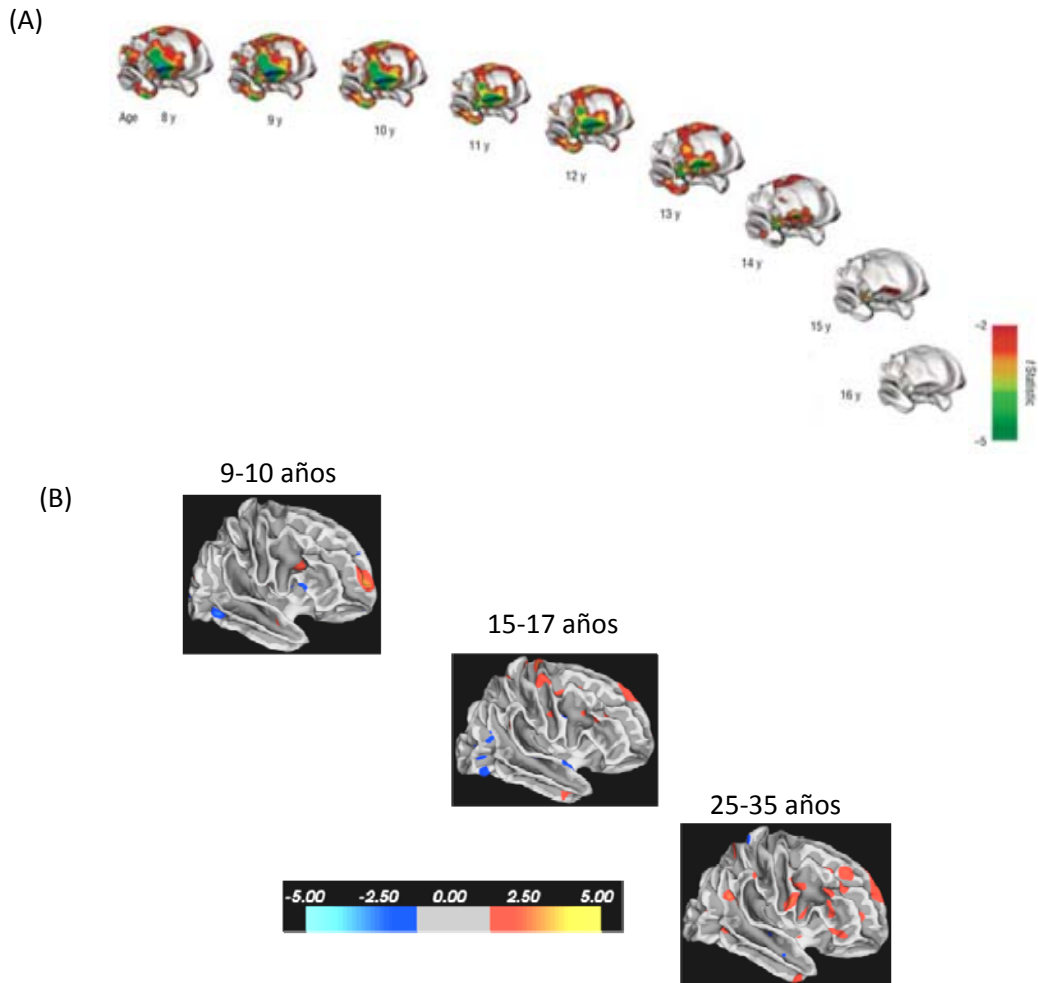 (A)
Age 8 y
9 y
10 y
11 y
12 y
13 y
14 y
15 y
16 y
-2
t Statistic
-5
(B)
9-10 años
15-17 años
25-35 años
-5.00 -2.50 0.00 2.50 5.00